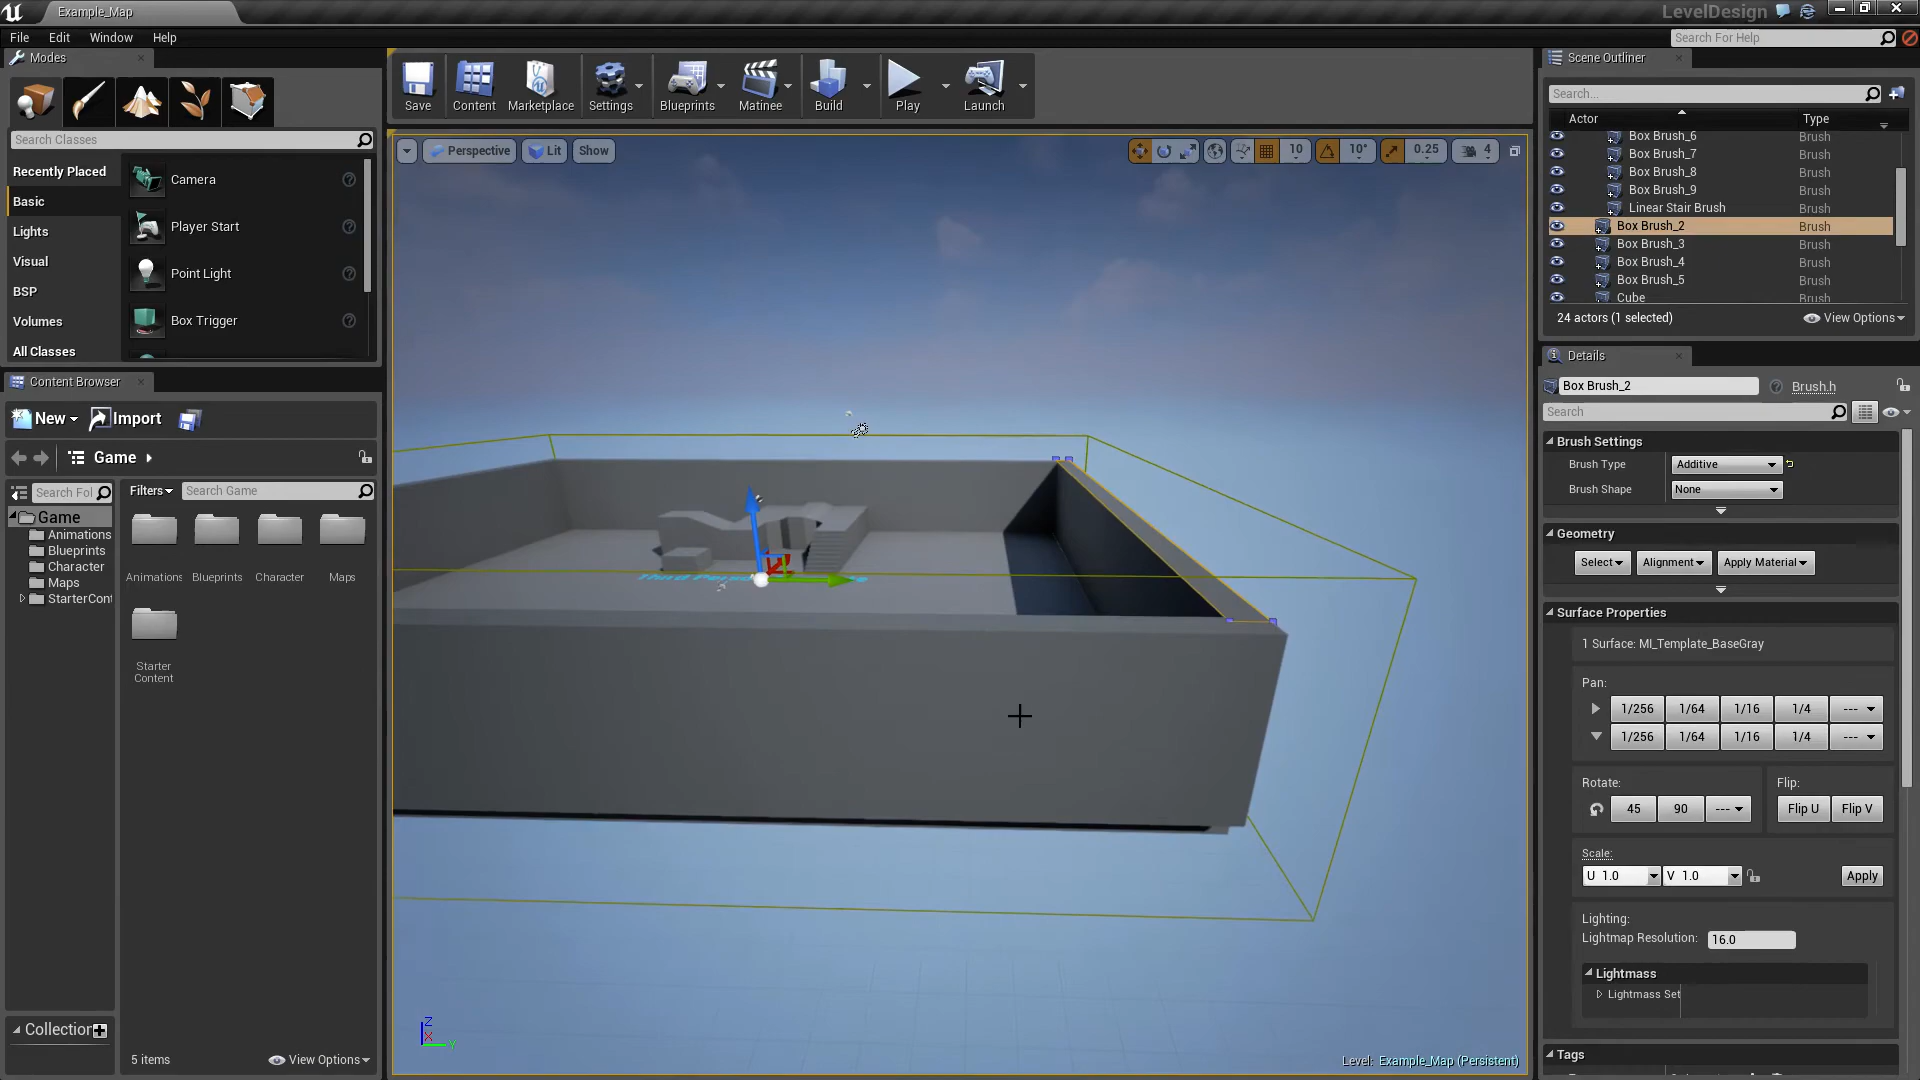 Example_Map
LevelDesign
File Edit Window Help
Search For Help
Modes
Search Classes
Recently Placed
Basic
Lights
Visual
BSP
Volumes
All Classes
Camera
Player Start
Point Light
Box Trigger
Save
Content
Marketplace
Settings
Blueprints
Matinee
Build
Play
Launch
Perspective
Lit
Show
10
10°
0.25
4
Level: Example_Map (Persistent)
Z
X
Y
Content Browser
New
Import
Game
Search Fol
Filters
Search Game
Game
Animations
Blueprints
Character
Maps
StarterCont
Animations
Blueprints
Character
Maps
Starter
Content
Collection
5 items
View Options
Scene Outliner
Search...
Actor Type
Box Brush_6 Brush
Box Brush_7 Brush
Box Brush_8 Brush
Box Brush_9 Brush
Linear Stair Brush Brush
Box Brush_2 Brush
Box Brush_3 Brush
Box Brush_4 Brush
Box Brush_5 Brush
Cube Brush
24 actors (1 selected)
View Options
Details
Box Brush_2
Brush.h
Search
Brush Settings
Brush Type Additive
Brush Shape None
Geometry
Select Alignment Apply Material
Surface Properties
1 Surface: MI_Template_BaseGray
Pan:
1/256 1/64 1/16 1/4 ---
1/256 1/64 1/16 1/4 ---
Rotate: Flip:
45 90 --- Flip U Flip V
Scale:
U 1.0 V 1.0 Apply
Lighting:
Lightmap Resolution: 16.0
Lightmass
Lightmass Set
Tags